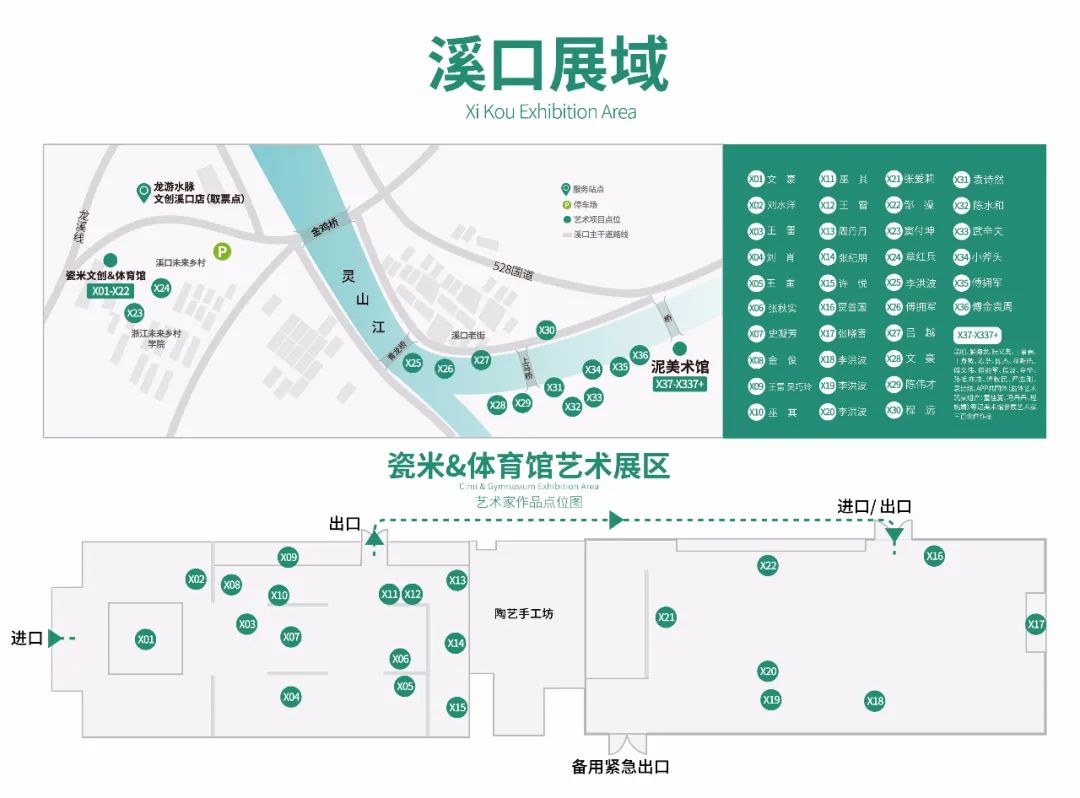 溪口展域
Xi Kou Exhibition Area
龙游水脉
文创溪口店（取票点）
龙溪线
P
瓷米文创&体育馆
X01-X22
溪口未来乡村
X24
X23
浙江未来乡村
学院
金鸡桥
灵山江
青龙桥
服务站点
P 停车场
艺术项目点位
溪口主干道路线
528国道
溪口老街
上马桥
桥
X25
X26
X27
X28
X29
X30
X31
X32
X33
X34
X35
X36
泥美术馆
X37-X337+
X01 文 豪
X02 刘水洋
X03 王 雷
X04 刘 肖
X05 王
X06 张秋实
X07 史凝芳
X08 金 俊
X09 王雷 吴巧玲
X10 巫 其
X11 巫 其
X12 王 雷
X13 周丹丹
X14 张纪朋
X15 许 悦
X16 贾善国
X17 张晓雪
X18 李洪波
X19 李洪波
X20 李洪波
X21 张爱莉
X22 邹 操
X23 窦付坤
X24 章红兵
X25 李洪波
X26 傅拥军
X27 吕 越
X28 文 豪
X29 陈伟才
X30 程 远
X31 袁诗然
X32 陈水和
X33 武辛夫
X34 小斧头
X35 傅拥军
X36 傅金袁周
X37-X337+
瓷米&体育馆艺术展区
Cimi & Gymnasium Exhibition Area
艺术家作品点位图
出口
进口/ 出口
进口
X01
X02
X03
X04
X05
X06
X07
X08
X09
X10
X11
X12
X13
X14
X15
陶艺手工坊
X16
X17
X18
X19
X20
X21
X22
备用紧急出口